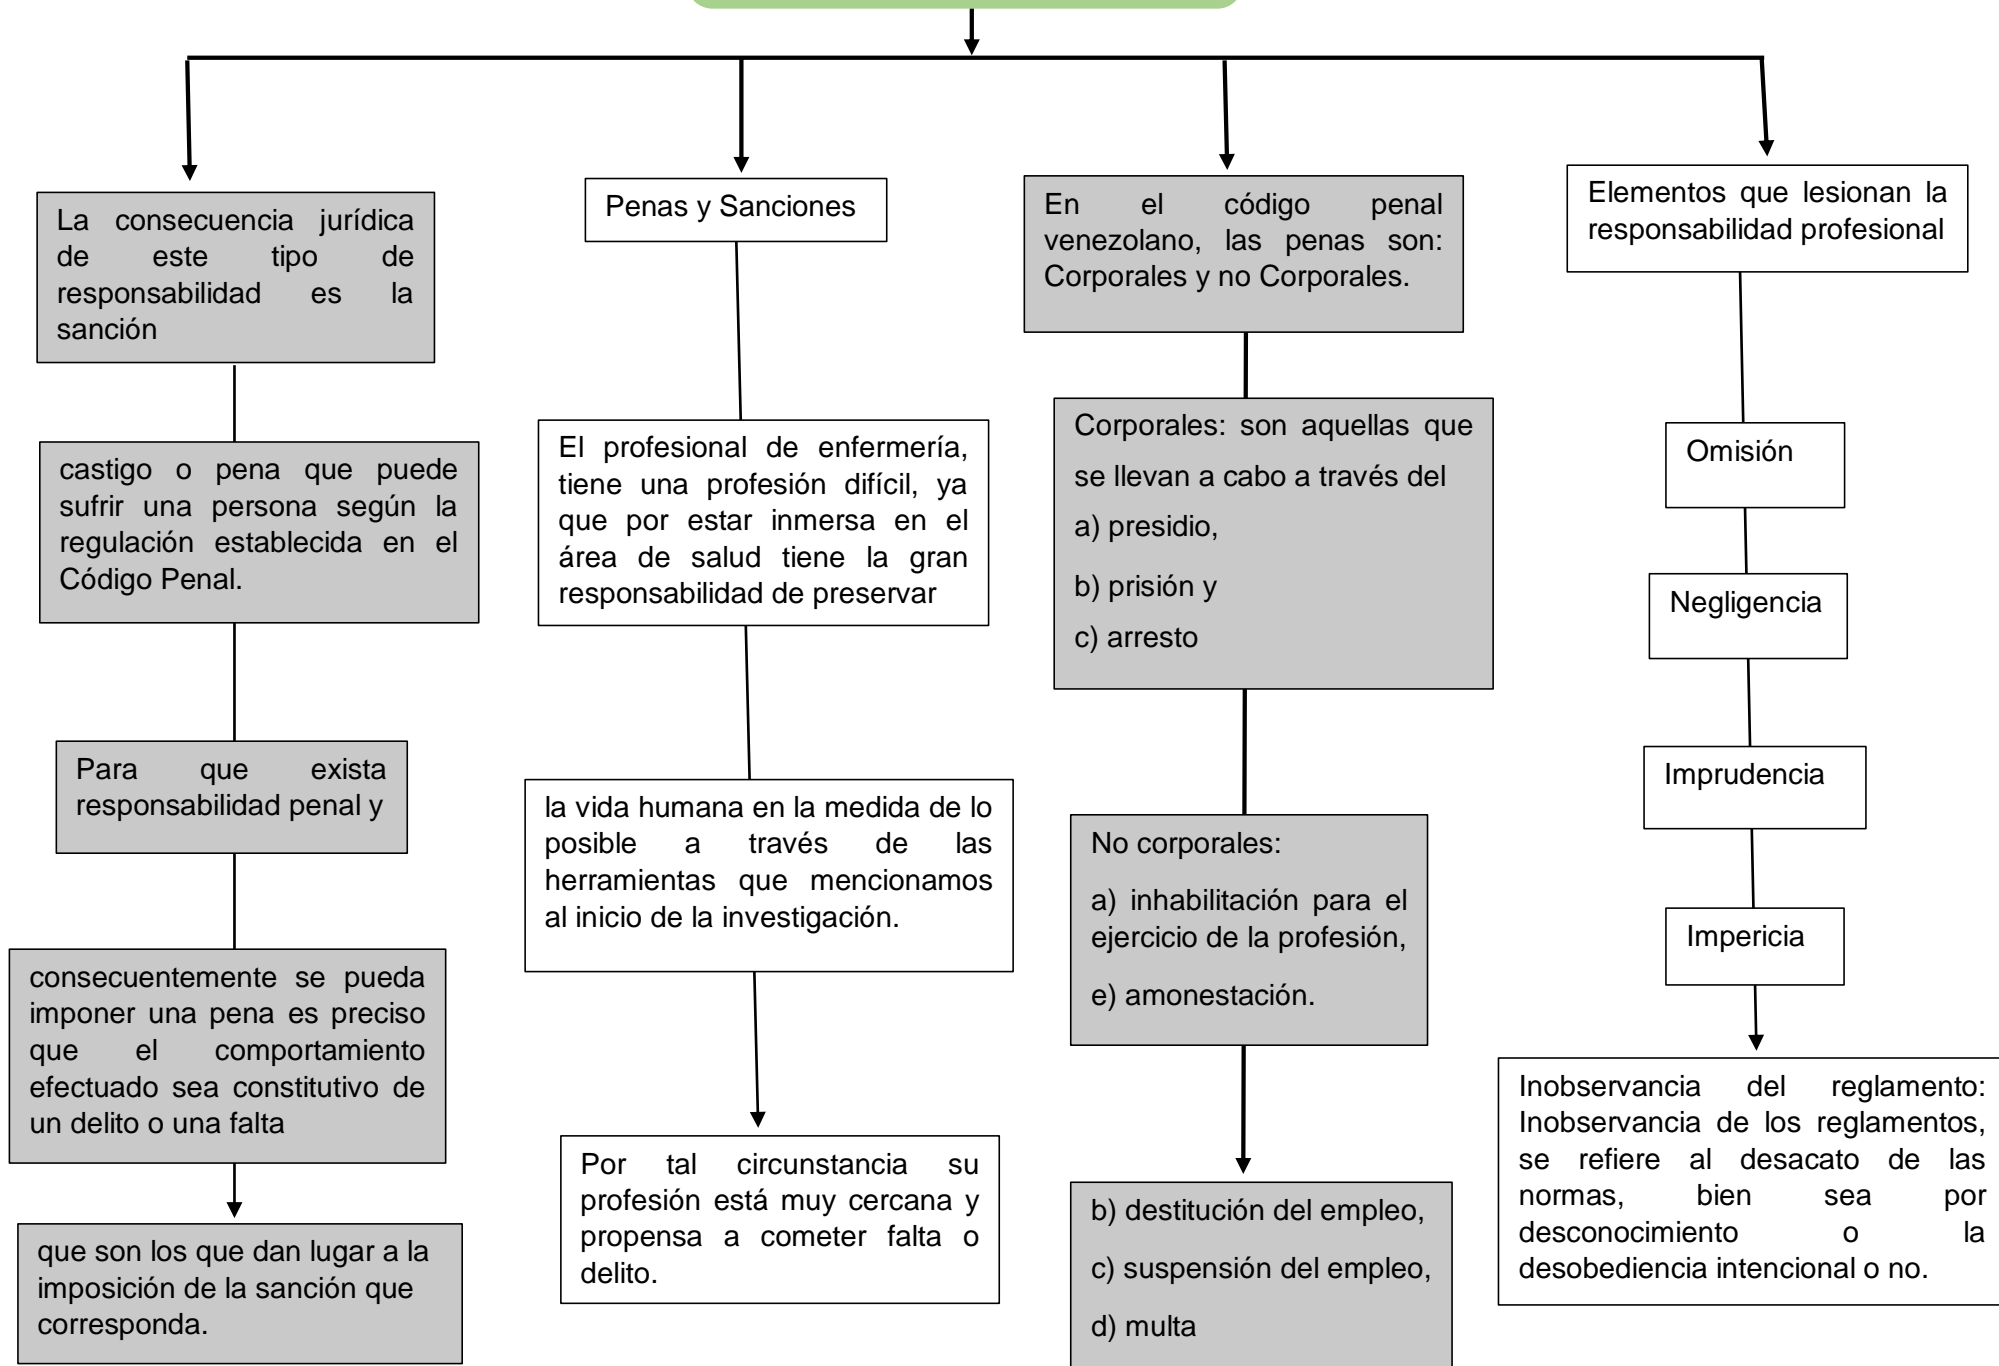 La consecuencia jurídica
de este tipo de
responsabilidad es la
sanción
castigo o pena que puede
sufrir una persona según la
regulación establecida en el
Código Penal.
Para que exista
responsabilidad penal y
consecuentemente se pueda
imponer una pena es preciso
que el comportamiento
efectuado sea constitutivo de
un delito o una falta
que son los que dan lugar a la
imposición de la sanción que
corresponda.
Penas y Sanciones
El profesional de enfermería,
tiene una profesión difícil, ya
que por estar inmersa en el
área de salud tiene la gran
responsabilidad de preservar
la vida humana en la medida de lo
posible a través de las
herramientas que mencionamos
al inicio de la investigación.
Por tal circunstancia su
profesión está muy cercana y
propensa a cometer falta o
delito.
En el código penal
venezolano, las penas son:
Corporales y no Corporales.
Corporales: son aquellas que
se llevan a cabo a través del
a) presidio,
b) prisión y
c) arresto
No corporales:
a) inhabilitación para el
ejercicio de la profesión,
e) amonestación.
b) destitución del empleo,
c) suspensión del empleo,
d) multa
Elementos que lesionan la
responsabilidad profesional
Omisión
Negligencia
Imprudencia
Impericia
Inobservancia del reglamento:
Inobservancia de los reglamentos,
se refiere al desacato de las
normas, bien sea por
desconocimiento o la
desobediencia intencional o no.